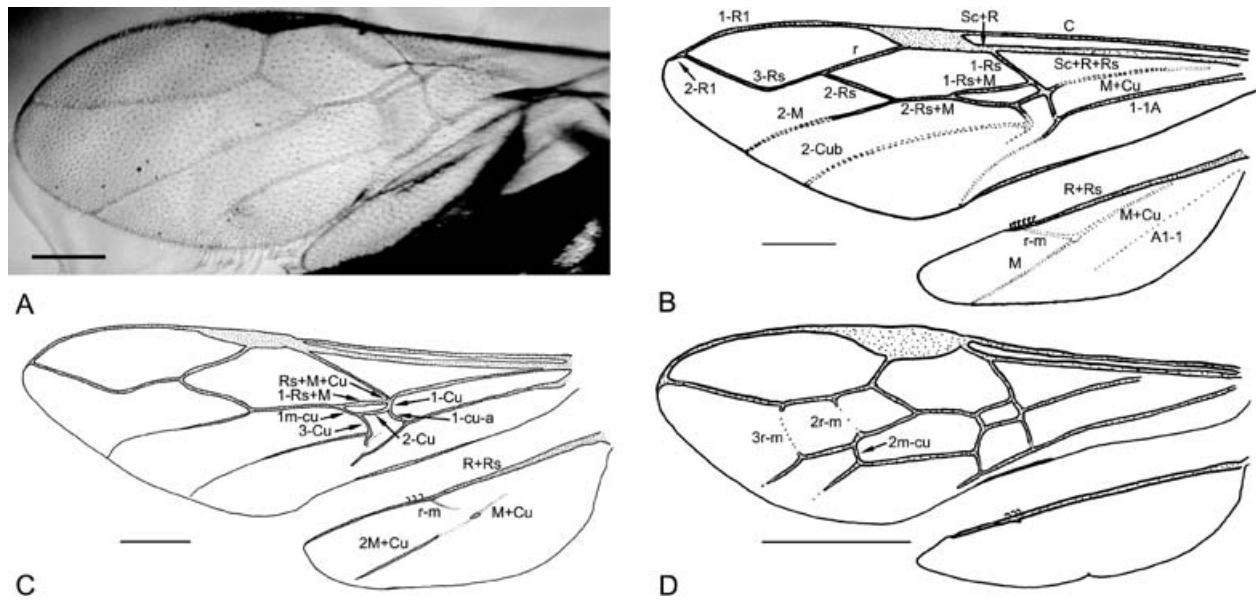 A
1-R1
Sc+R
C
r
1-Rs
Sc+R+Rs
3-Rs
1-Rs+M
M+Cu
2-R1
2-Rs
2-Rs+M
1-1A
2-M
2-Cub
R+Rs
M+Cu
r-m
A1-1
M
B
Rs+M+Cu
1-Rs+M
1-Cu
1m-cu
1-cu-a
3-Cu
2-Cu
R+Rs
r-m
M+Cu
2M+Cu
C
2r-m
3r-m
2m-cu
D